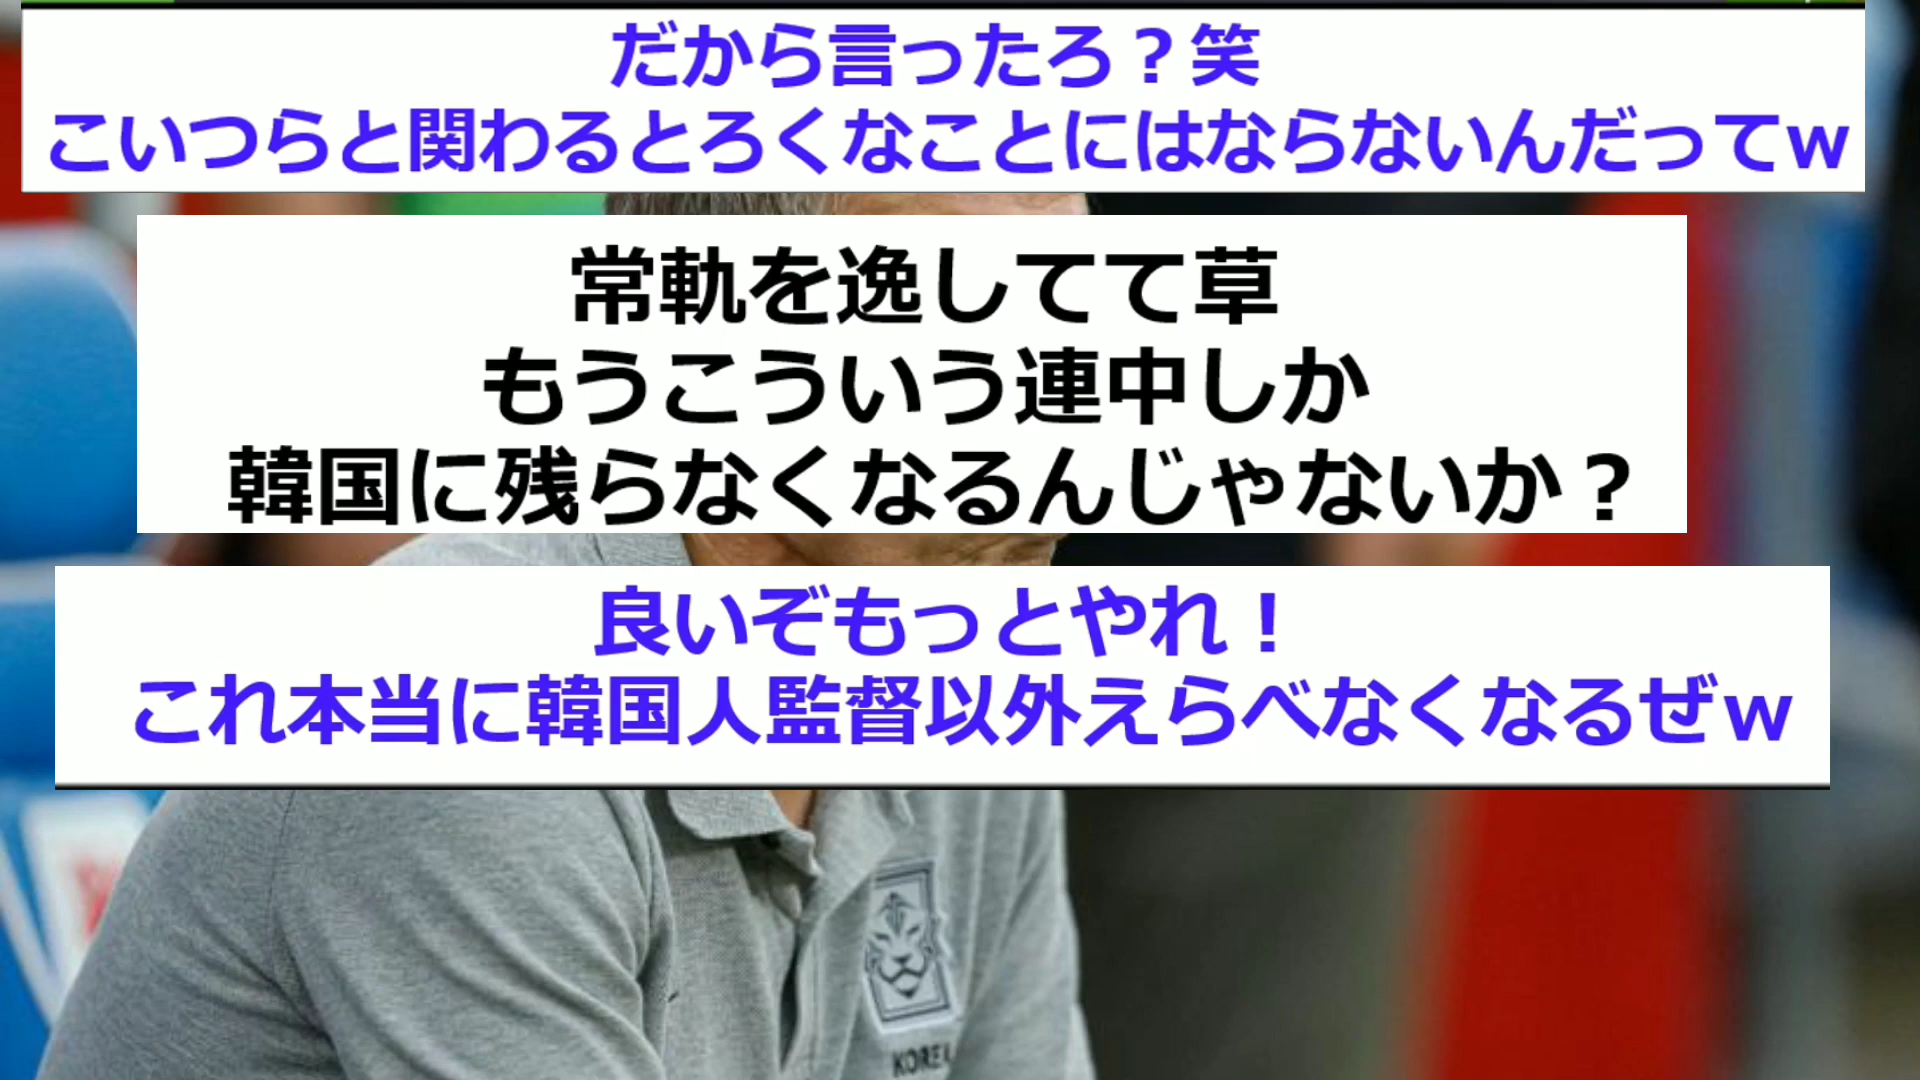 だから言ったろ？笑
こいつらと関わるとろくなことにはならないんだってw
常軌を逸してて草
もうこういう連中しか
韓国に残らなくなるんじゃないか？
良いぞもっとやれ！
これ本当に韓国人監督以外えらべなくなるぜw
KOREA